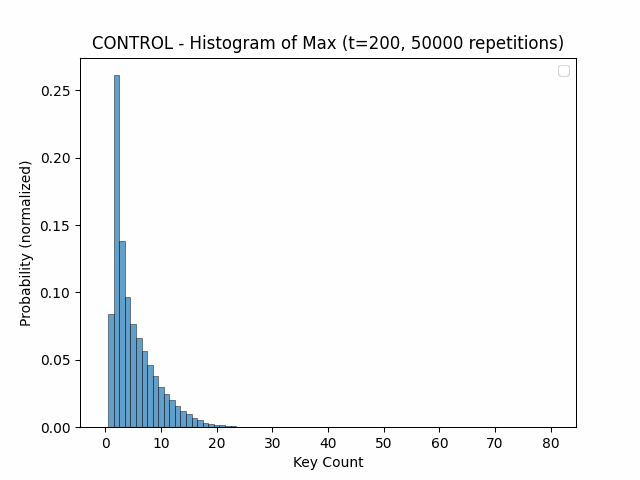 CONTROL - Histogram of Max (t=200, 50000 repetitions)
Probability (normalized)
0.25
0.20
0.15
0.10
0.05
0.00
0 10 20 30 40 50 60 70 80
Key Count